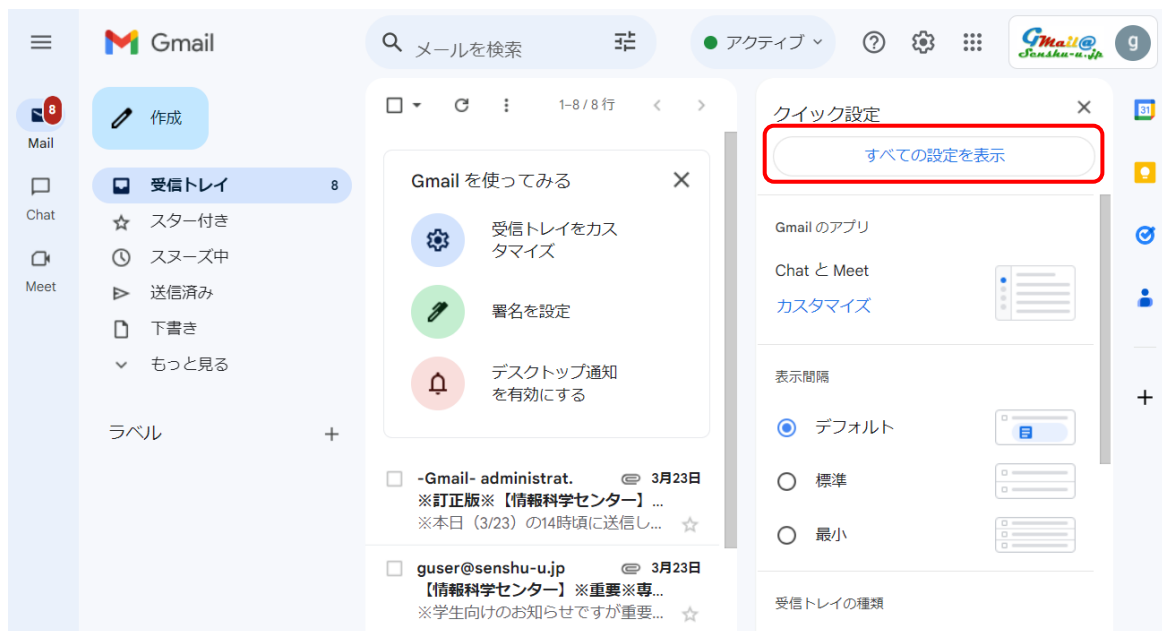 Gmail
メールを検索
アクティブ
GMail@
Senshu-u.jp
g
8
Mail
Chat
Meet
作成
受信トレイ 8
スター付き
スヌーズ中
送信済み
下書き
もっと見る
ラベル
1–8 / 8 行
Gmail を使ってみる
受信トレイをカス
タマイズ
署名を設定
デスクトップ通知
を有効にする
-Gmail- administrat. 3月23日
※訂正版※【情報科学センター】...
※本日（3/23）の14時頃に送信し...
guser@senshu-u.jp 3月23日
【情報科学センター】※重要※専...
※学生向けのお知らせですが重要...
クイック設定
すべての設定を表示
Gmail のアプリ
Chat と Meet
カスタマイズ
表示間隔
デフォルト
標準
最小
受信トレイの種類
31